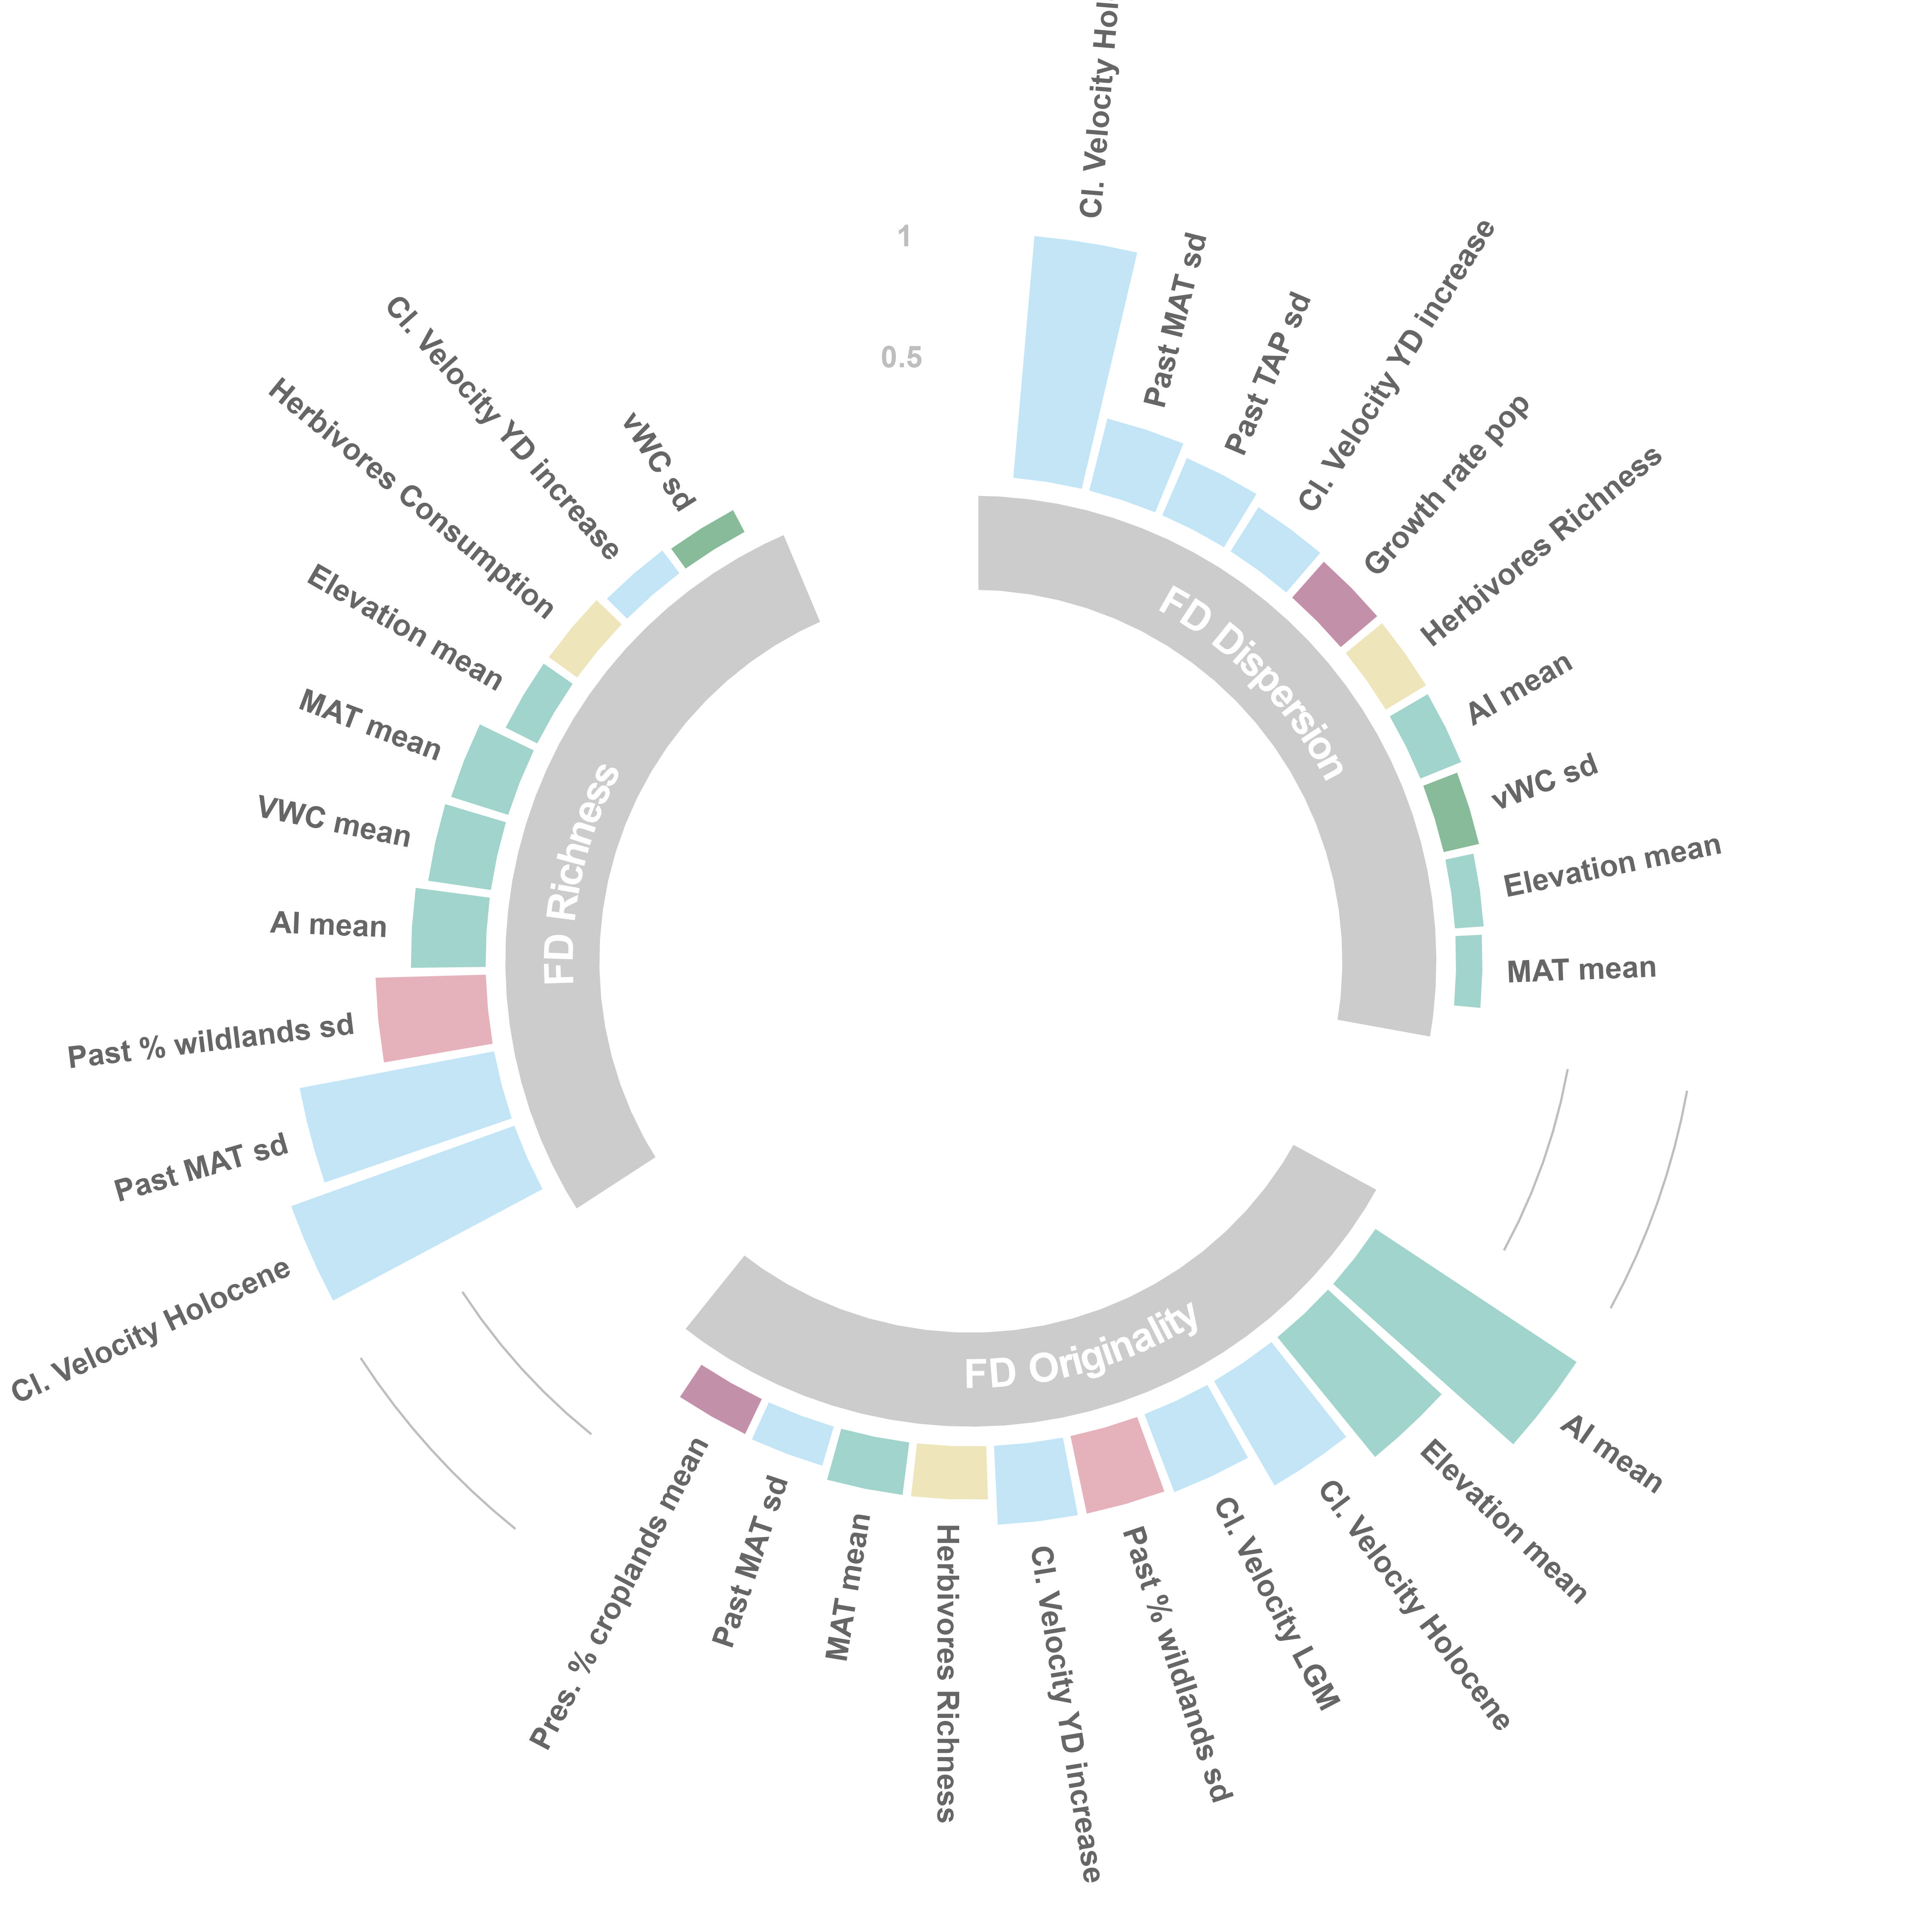 1
0.5
Cl. Velocity Hol
Past MAT sd
Past TAP sd
Cl. Velocity YD increase
Growth rate pop
Herbivores Richness
AI mean
vWC sd
Elevation mean
MAT mean
FD Dispersion
AI mean
Elevation mean
Cl. Velocity Holocene
Cl. Velocity LGM
Past % wildlands sd
Cl. Velocity YD increase
Herbivores Richness
MAT mean
Past MAT sd
Pres. % croplands mean
FD Originality
Cl. Velocity Holocene
Past MAT sd
Past % wildlands sd
AI mean
vWC mean
MAT mean
Elevation mean
Herbivores Consumption
Cl. Velocity YD increase
vWC sd
FD Richness